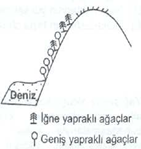 Deniz
İğne yapraklı ağaçlar
Geniş yapraklı ağaçlar